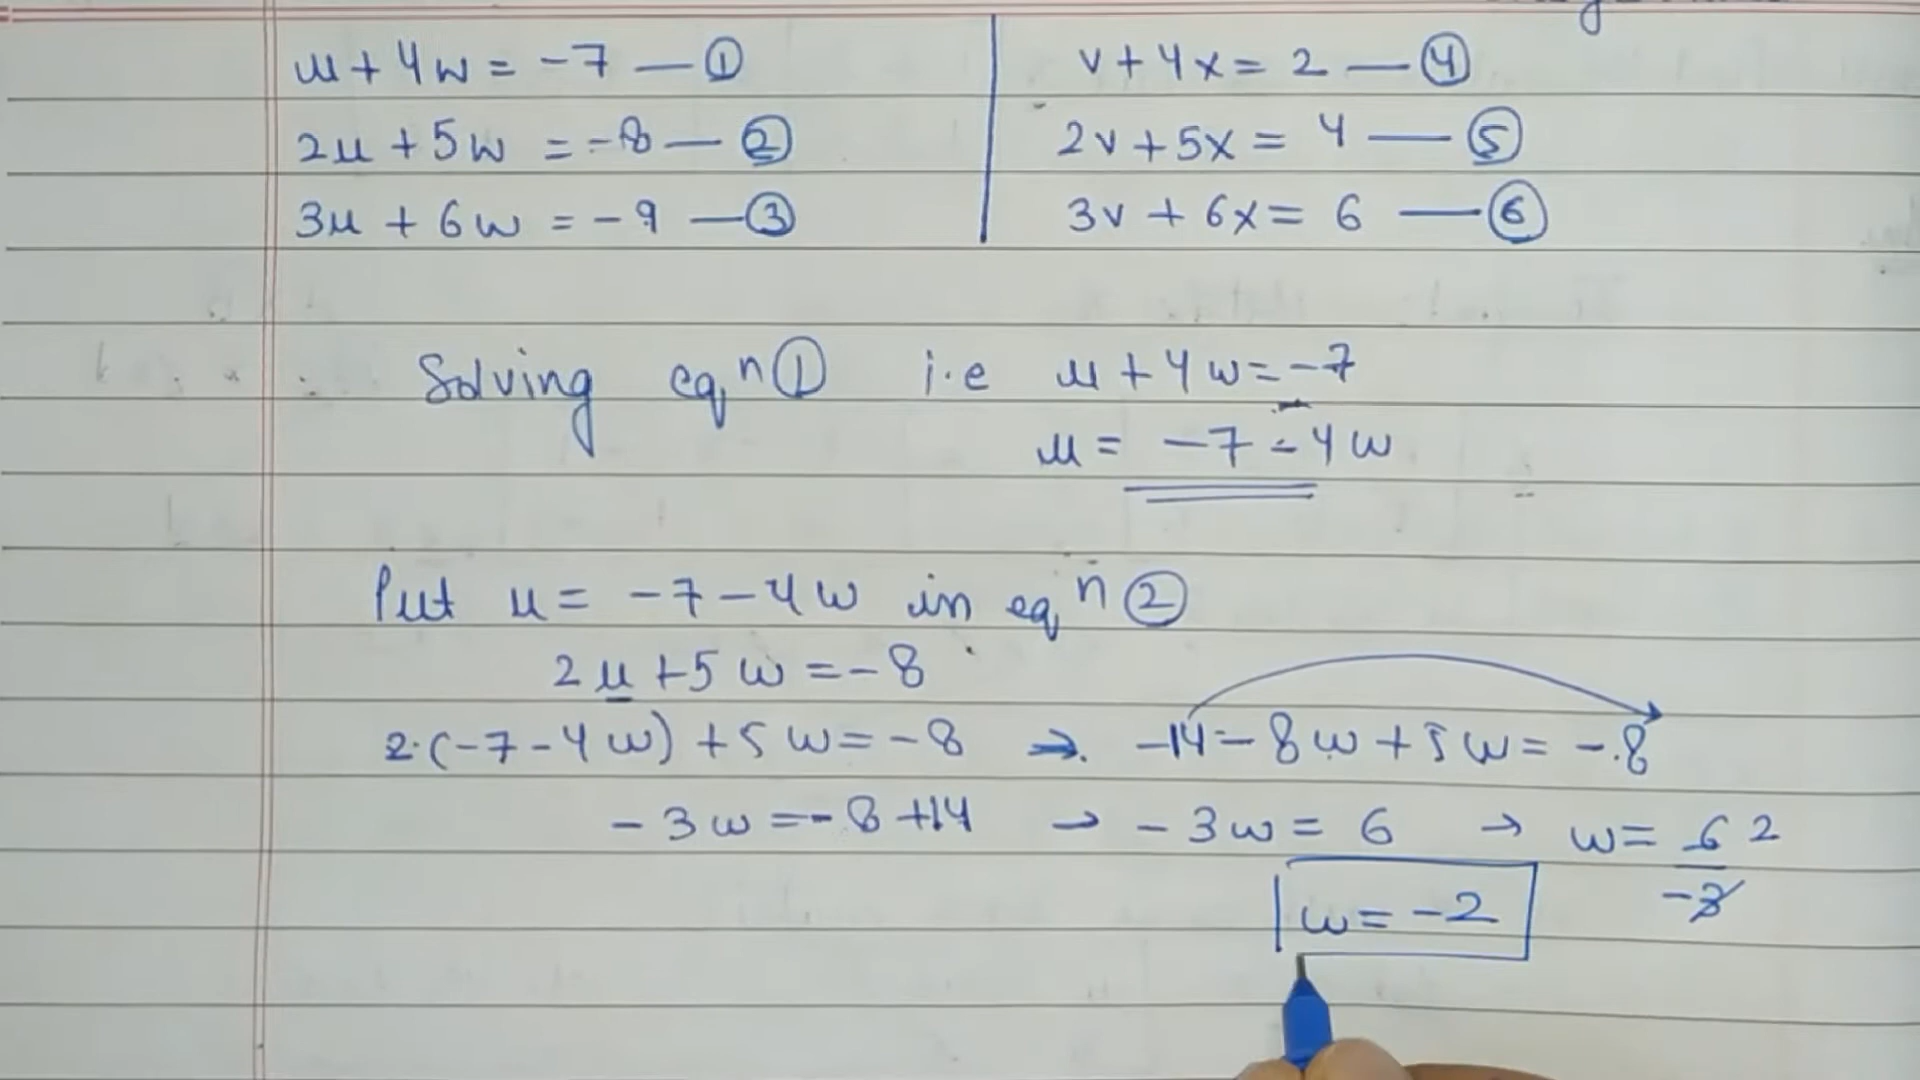 u + 4w = -7 — ①
2u + 5w = -8 — ②
3u + 6w = -9 — ③
v + 4x = 2 — ④
2v + 5x = 4 — ⑤
3v + 6x = 6 — ⑥
Solving eqⁿ ① i.e u + 4w = -7
u = -7 - 4w
Put u = -7 - 4w in eqⁿ ②
2u + 5w = -8
2·(-7 - 4w) + 5w = -8 → -14 - 8w + 5w = -8
-3w = -8 + 14 → -3w = 6 → w = 6 2
-3
w = -2